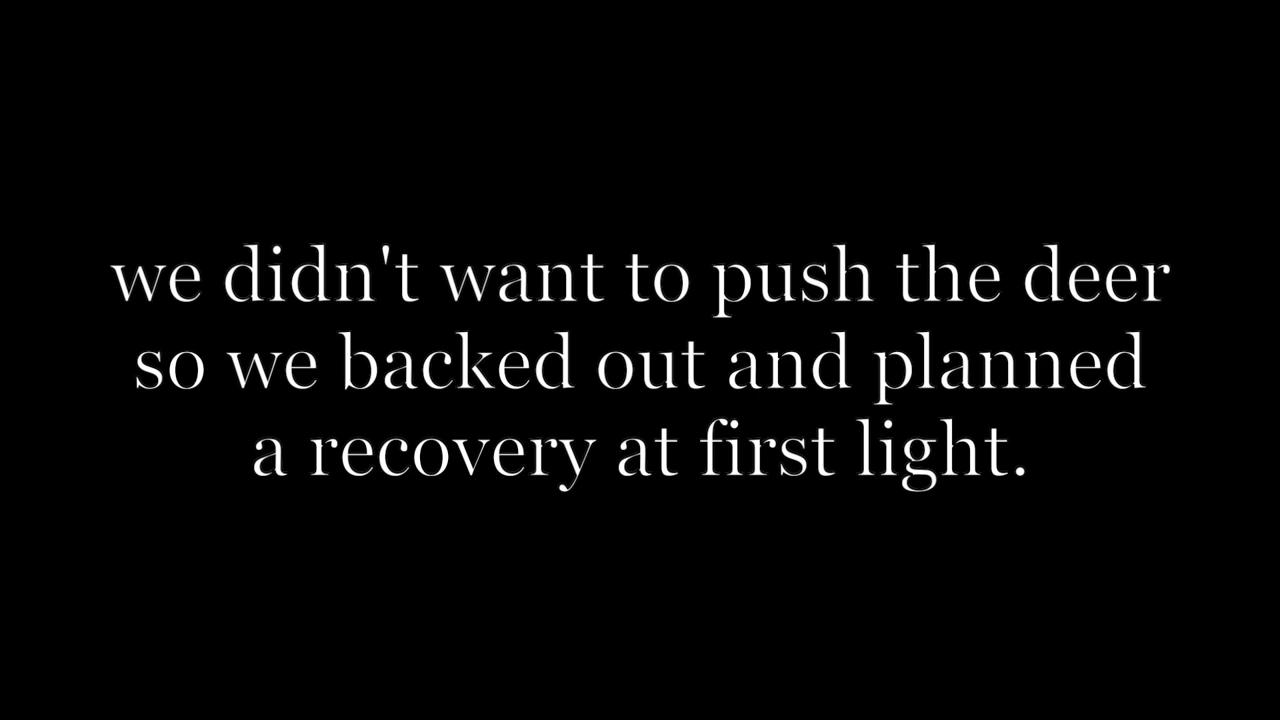 we didn't want to push the deer
so we backed out and planned
a recovery at first light.